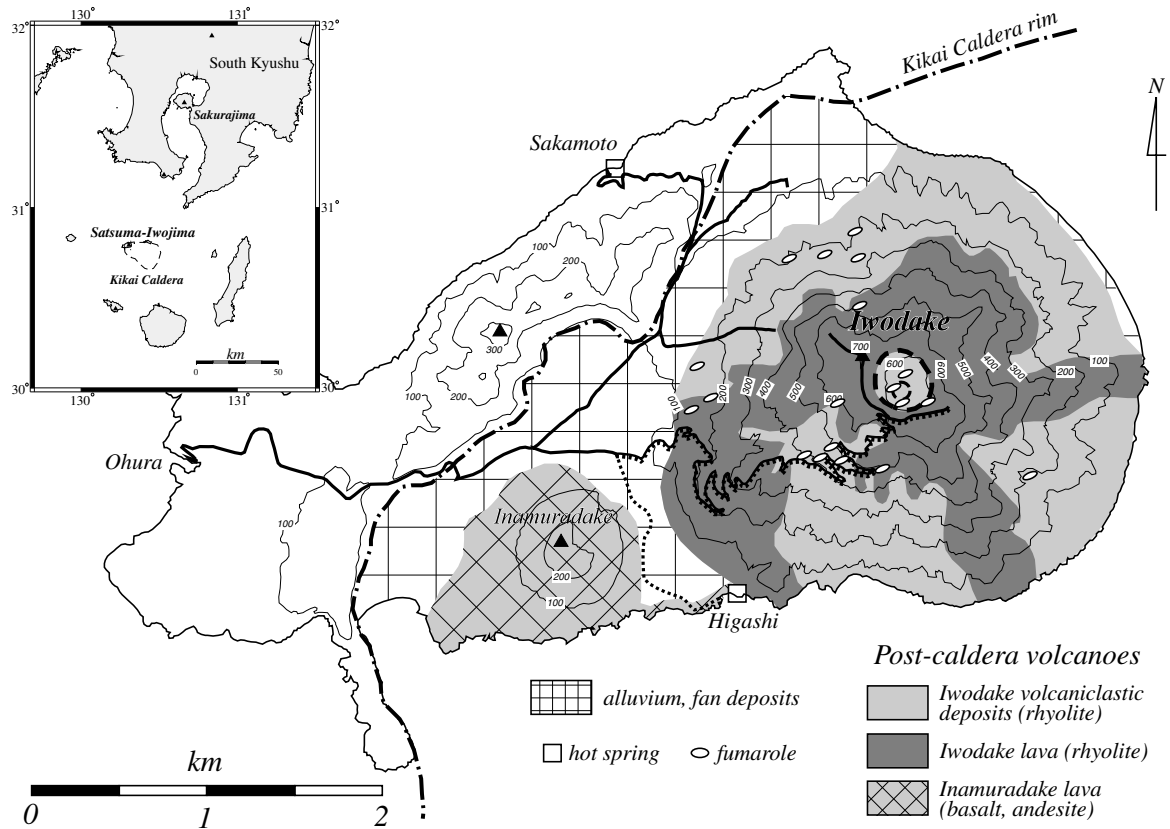 130˚
131˚
32˚
32˚
South Kyushu
Sakurajima
31˚
31˚
Satsuma-Iwojima
Kikai Caldera
km
0
50
30˚
30˚
130˚
131˚
Kikai Caldera rim
N
Sakamoto
100
200
300
100
200
Iwodake
700
600
600
500
400
300
200
100
100
200
300
400
500
600
Ohura
100
Inamuradake
200
100
Higashi
Post-caldera volcanoes
alluvium, fan deposits
Iwodake volcaniclastic
deposits (rhyolite)
hot spring
fumarole
Iwodake lava (rhyolite)
Inamuradake lava
(basalt, andesite)
km
0
1
2